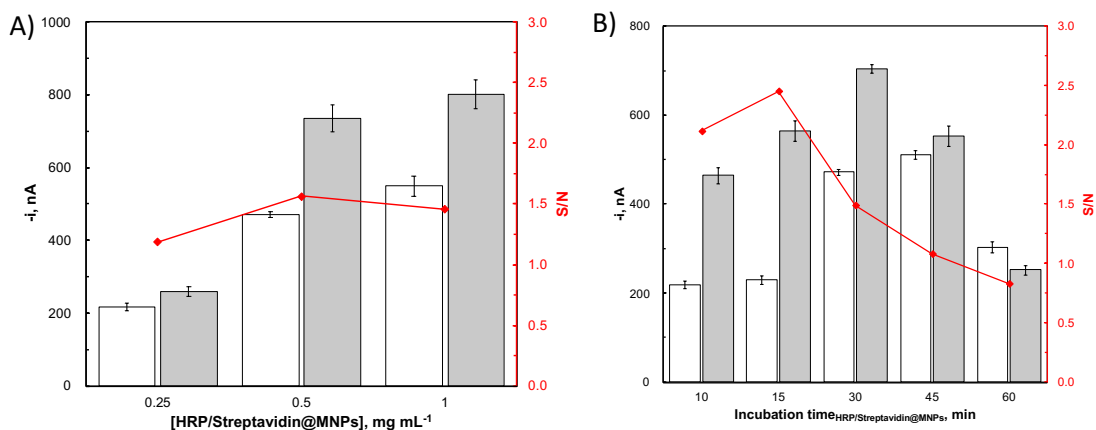 A)
1000
800
600
400
200
0
-i, nA
3.0
2.5
2.0
1.5
1.0
0.5
0.0
S/N
0.25 0.5 1
[HRP/Streptavidin@MNPs], mg mL⁻¹
B)
800
600
400
200
0
-i, nA
3.0
2.5
2.0
1.5
1.0
0.5
0.0
S/N
10 15 30 45 60
Incubation timeHRP/Streptavidin@MNPs, min